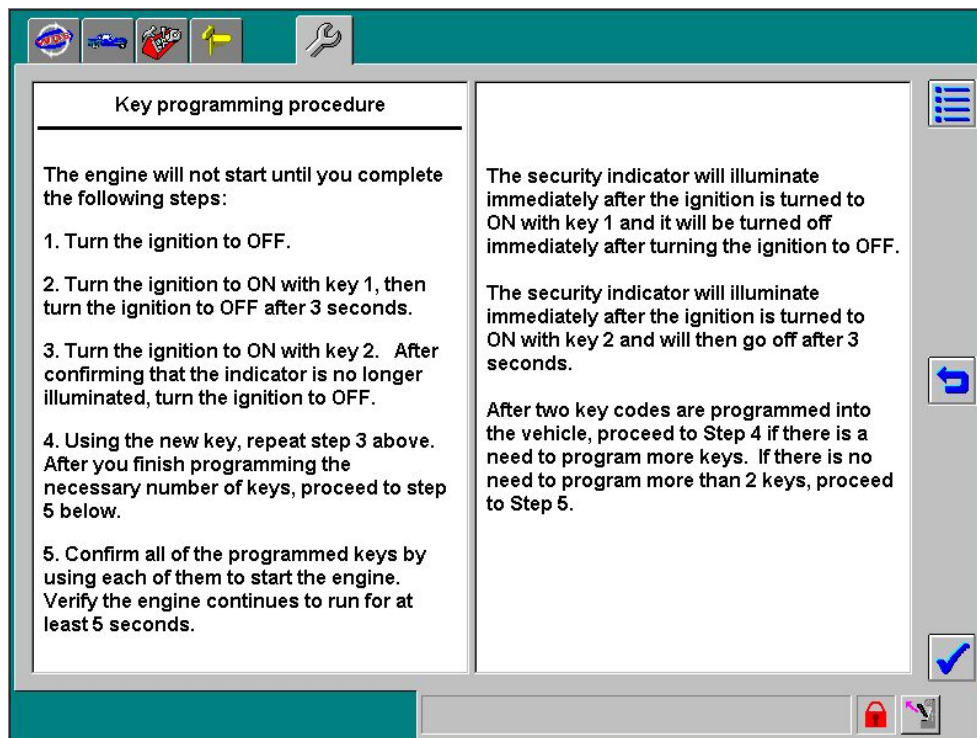 WDS
Key programming procedure
The engine will not start until you complete
the following steps:
1. Turn the ignition to OFF.
2. Turn the ignition to ON with key 1, then
turn the ignition to OFF after 3 seconds.
3. Turn the ignition to ON with key 2.   After
confirming that the indicator is no longer
illuminated, turn the ignition to OFF.
4. Using the new key, repeat step 3 above.
After you finish programming the
necessary number of keys, proceed to step
5 below.
5. Confirm all of the programmed keys by
using each of them to start the engine.
Verify the engine continues to run for at
least 5 seconds.
The security indicator will illuminate
immediately after the ignition is turned to
ON with key 1 and it will be turned off
immediately after turning the ignition to OFF.
The security indicator will illuminate
immediately after the ignition is turned to
ON with key 2 and will then go off after 3
seconds.
After two key codes are programmed into
the vehicle, proceed to Step 4 if there is a
need to program more keys.  If there is no
need to program more than 2 keys, proceed
to Step 5.